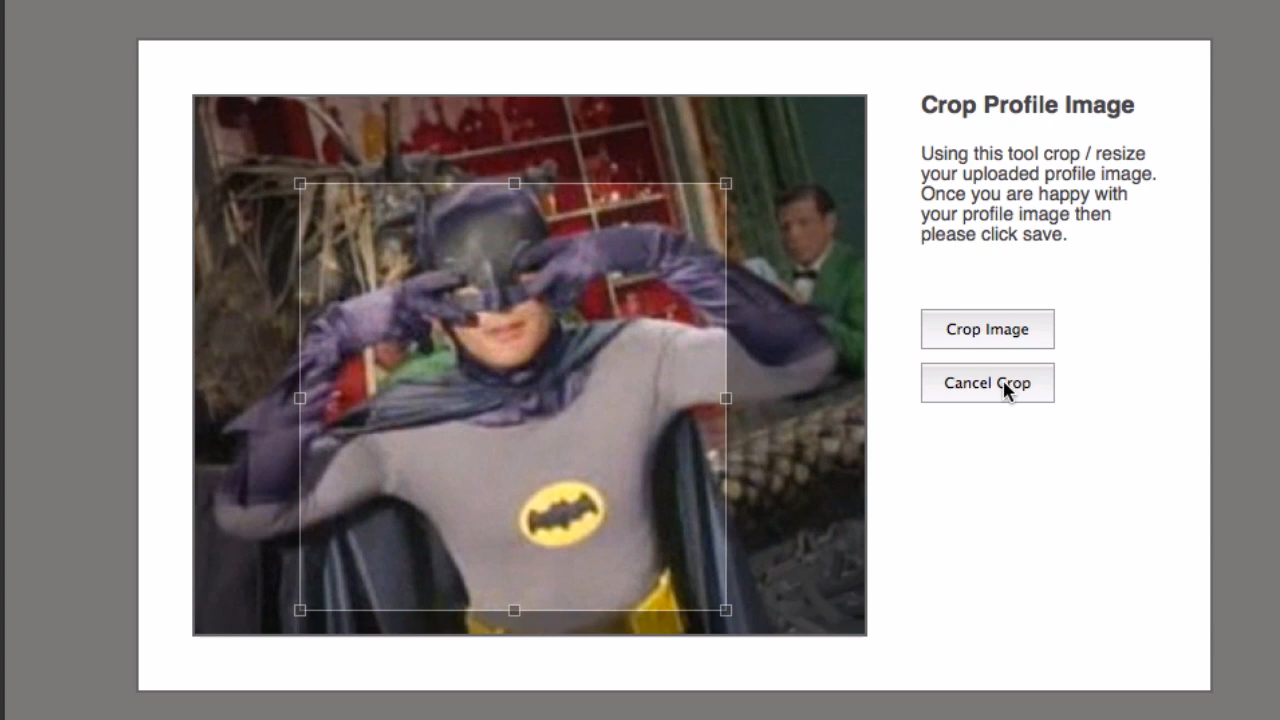 Crop Profile Image
Using this tool crop / resize
your uploaded profile image.
Once you are happy with
your profile image then
please click save.
Crop Image
Cancel Crop